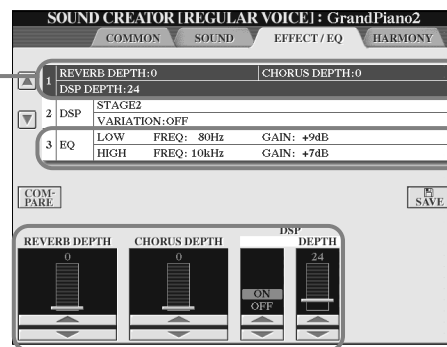 SOUND CREATOR [REGULAR VOICE] : GrandPiano2
COMMON SOUND EFFECT / EQ HARMONY
1 REVERB DEPTH:0 CHORUS DEPTH:0
DSP DEPTH:24
2 DSP STAGE2
VARIATION:OFF
3 EQ LOW FREQ: 80Hz GAIN: +9dB
HIGH FREQ: 10kHz GAIN: +7dB
COM-
PARE
SAVE
DSP
REVERB DEPTH CHORUS DEPTH DEPTH
0 0 24
ON
OFF